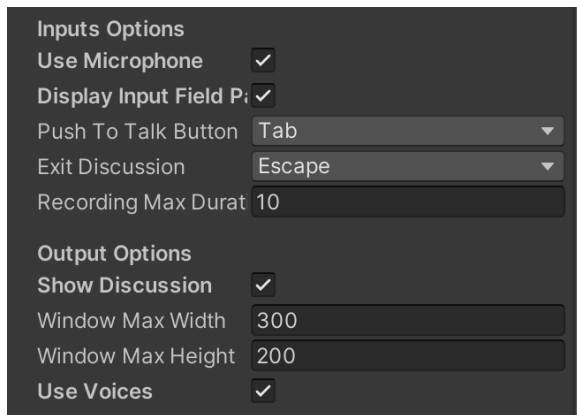 Inputs Options
Use Microphone
Display Input Field Pa
Push To Talk Button Tab
Exit Discussion Escape
Recording Max Durat 10
Output Options
Show Discussion
Window Max Width 300
Window Max Height 200
Use Voices